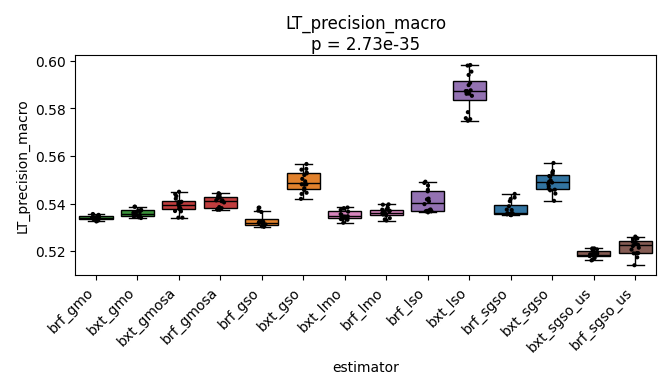 LT_precision_macro
p = 2.73e-35
LT_precision_macro
0.60
0.58
0.56
0.54
0.52
brf_gmo
bxt_gmo
bxt_gmosa
brf_gmosa
brf_gso
bxt_gso
bxt_lmo
brf_lmo
brf_lso
bxt_lso
brf_sgso
bxt_sgso
bxt_sgso_us
brf_sgso_us
estimator